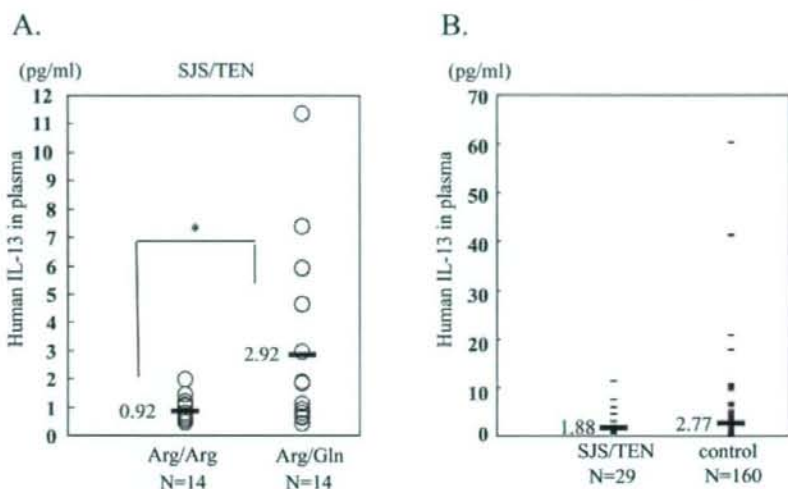 A.
(pg/ml)
SJS/TEN
Human IL-13 in plasma
12
11
10
9
8
7
6
5
4
3
2
1
0
*
2.92
0.92
Arg/Arg
N=14
Arg/Gln
N=14
B.
(pg/ml)
Human IL-13 in plasma
70
60
50
40
30
20
10
0
1.88
2.77
SJS/TEN
N=29
control
N=160